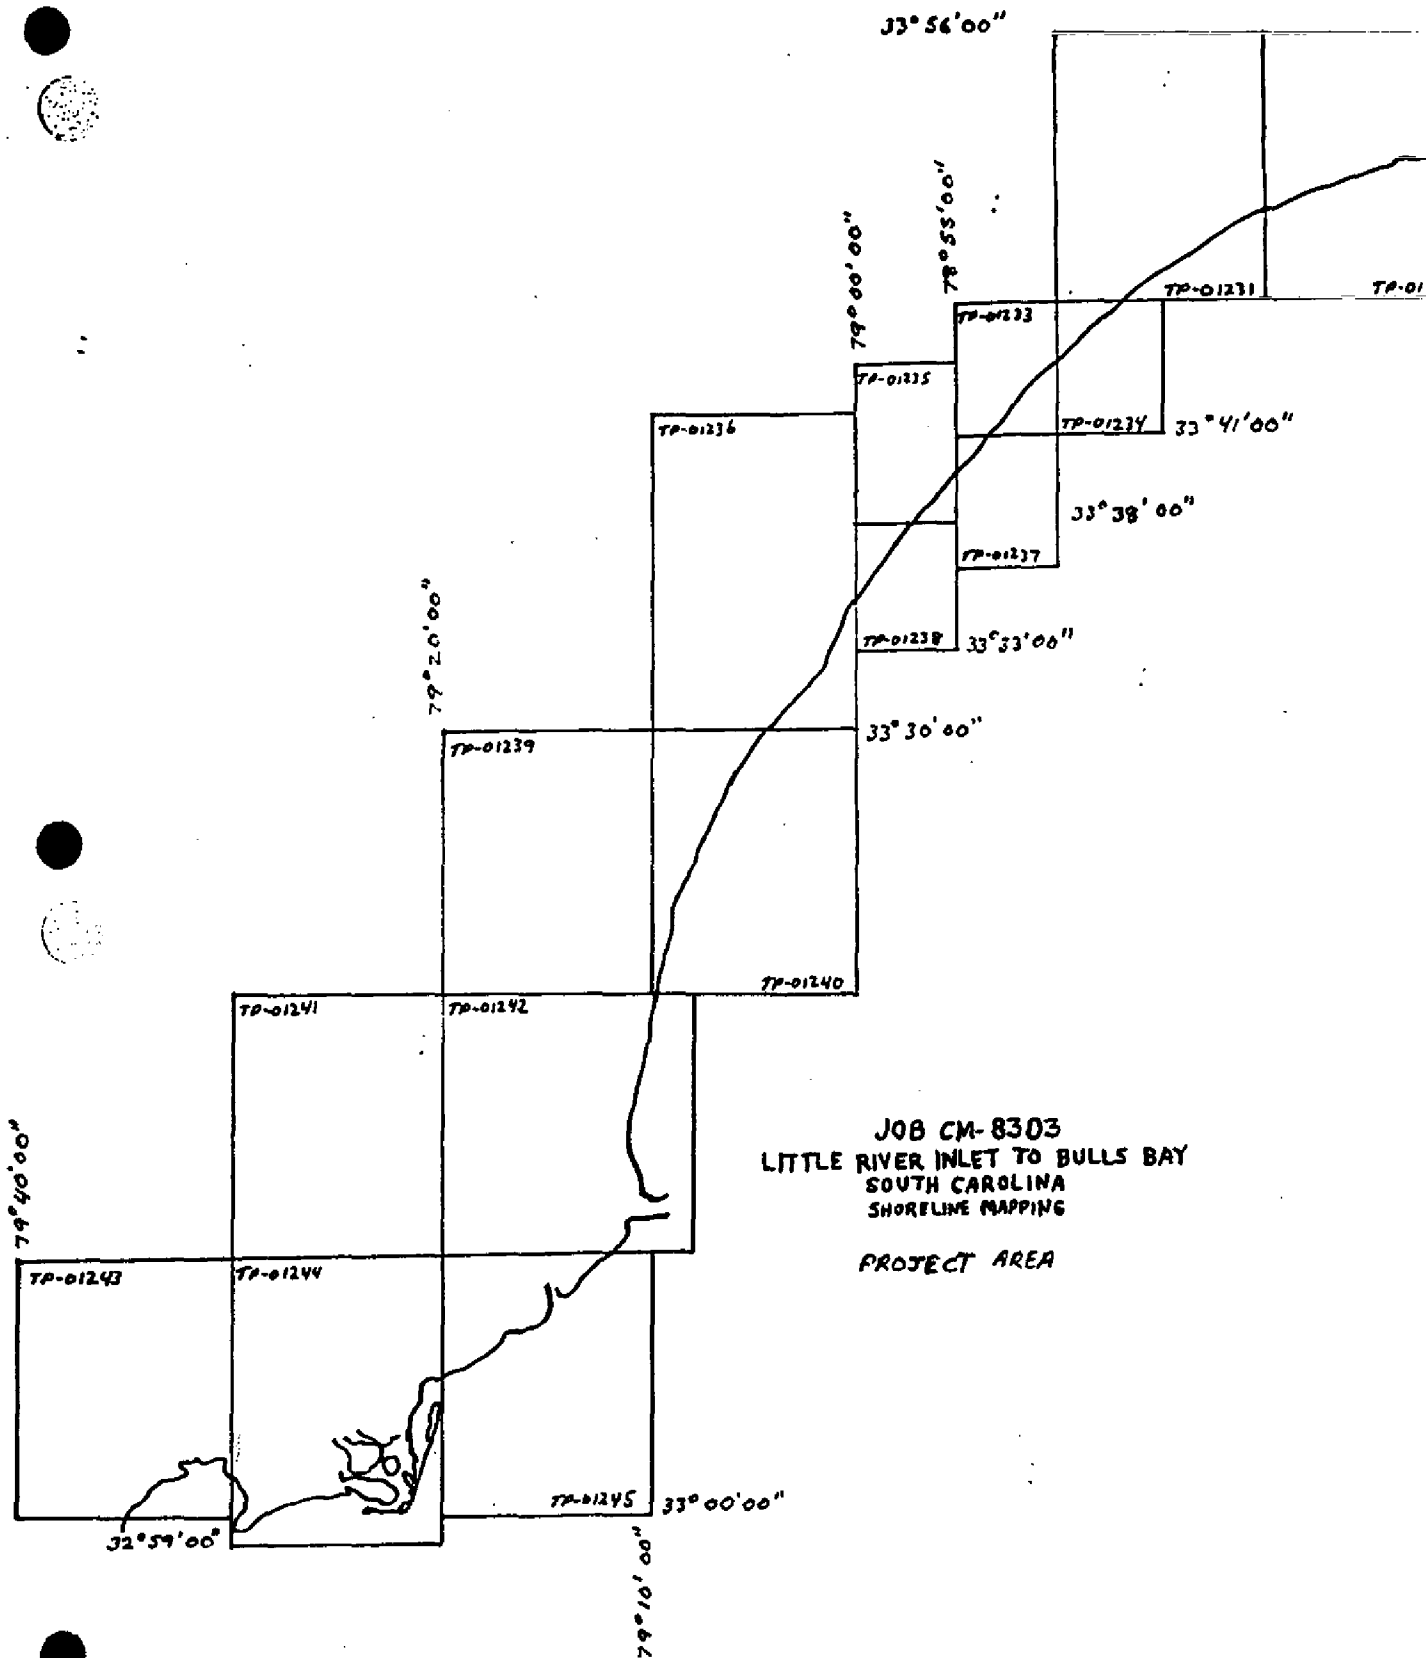 33°56'00"
78°55'00"
79°00'00"
TP-01231
TP-01
TP-01233
TP-01235
TP-01236
TP-01234
33°41'00"
33°38'00"
TP-01237
79°20'00"
TP-01238
33°33'00"
33°30'00"
TP-01239
TP-01240
TP-01241
TP-01242
JOB CM-8303
LITTLE RIVER INLET TO BULLS BAY
SOUTH CAROLINA
SHORELINE MAPPING
PROJECT AREA
79°40'00"
TP-01243
TP-01244
TP-01245
33°00'00"
32°59'00"
79°10'00"